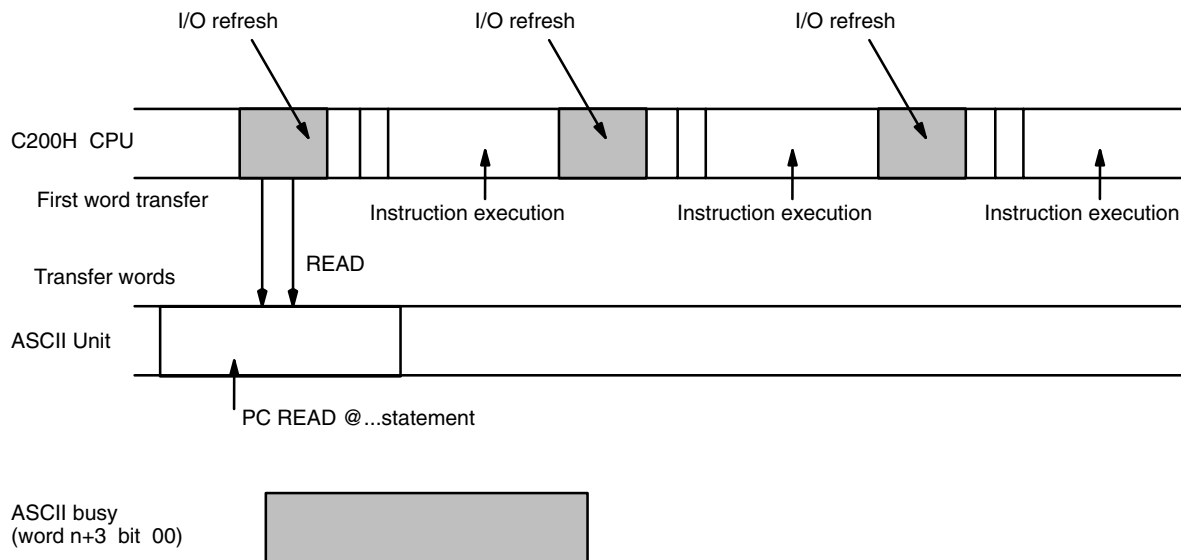 I/O refresh
I/O refresh
I/O refresh
C200H CPU
First word transfer
Instruction execution
Instruction execution
Instruction execution
READ
Transfer words
ASCII Unit
PC READ @...statement
ASCII busy
(word n+3 bit 00)